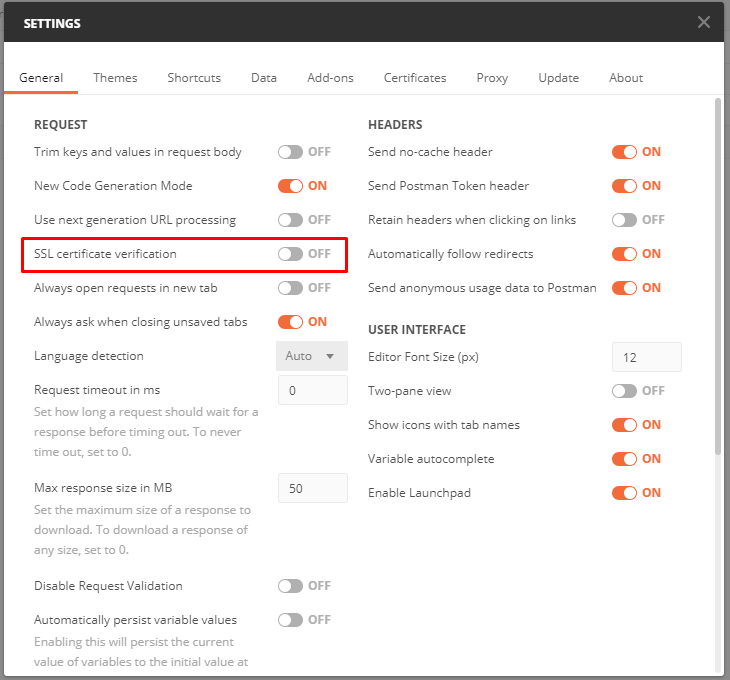 SETTINGS
General Themes Shortcuts Data Add-ons Certificates Proxy Update About
REQUEST
Trim keys and values in request body OFF
New Code Generation Mode ON
Use next generation URL processing OFF
SSL certificate verification OFF
Always open requests in new tab OFF
Always ask when closing unsaved tabs ON
Language detection Auto
Request timeout in ms 0
Set how long a request should wait for a
response before timing out. To never
time out, set to 0.
Max response size in MB 50
Set the maximum size of a response to
download. To download a response of
any size, set to 0.
Disable Request Validation OFF
Automatically persist variable values OFF
Enabling this will persist the current
value of variables to the initial value at
HEADERS
Send no-cache header ON
Send Postman Token header ON
Retain headers when clicking on links OFF
Automatically follow redirects ON
Send anonymous usage data to Postman ON
USER INTERFACE
Editor Font Size (px) 12
Two-pane view OFF
Show icons with tab names ON
Variable autocomplete ON
Enable Launchpad ON